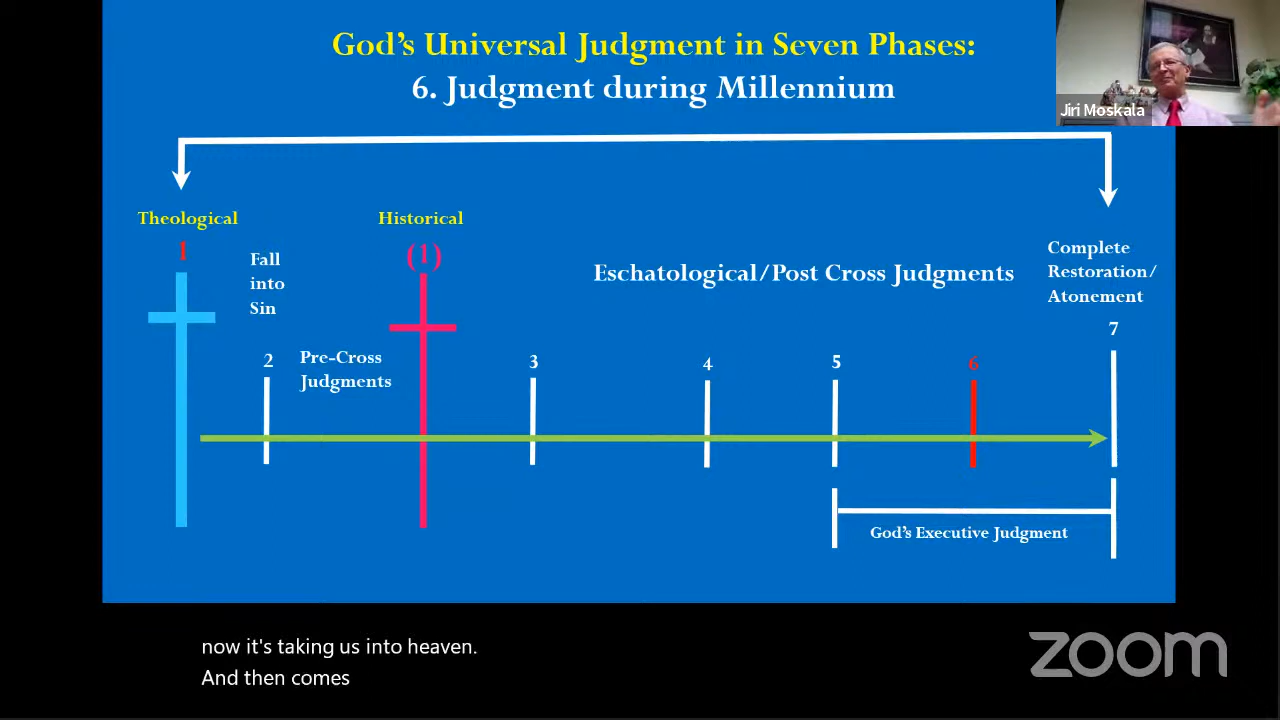 God's Universal Judgment in Seven Phases:
6. Judgment during Millennium
Jiri Moskala
Theological
1
Fall
into
Sin
Historical
(1)
Eschatological/Post Cross Judgments
Complete
Restoration/
Atonement
2
Pre-Cross
Judgments
3
4
5
6
7
God's Executive Judgment
now it's taking us into heaven.
And then comes
zoom